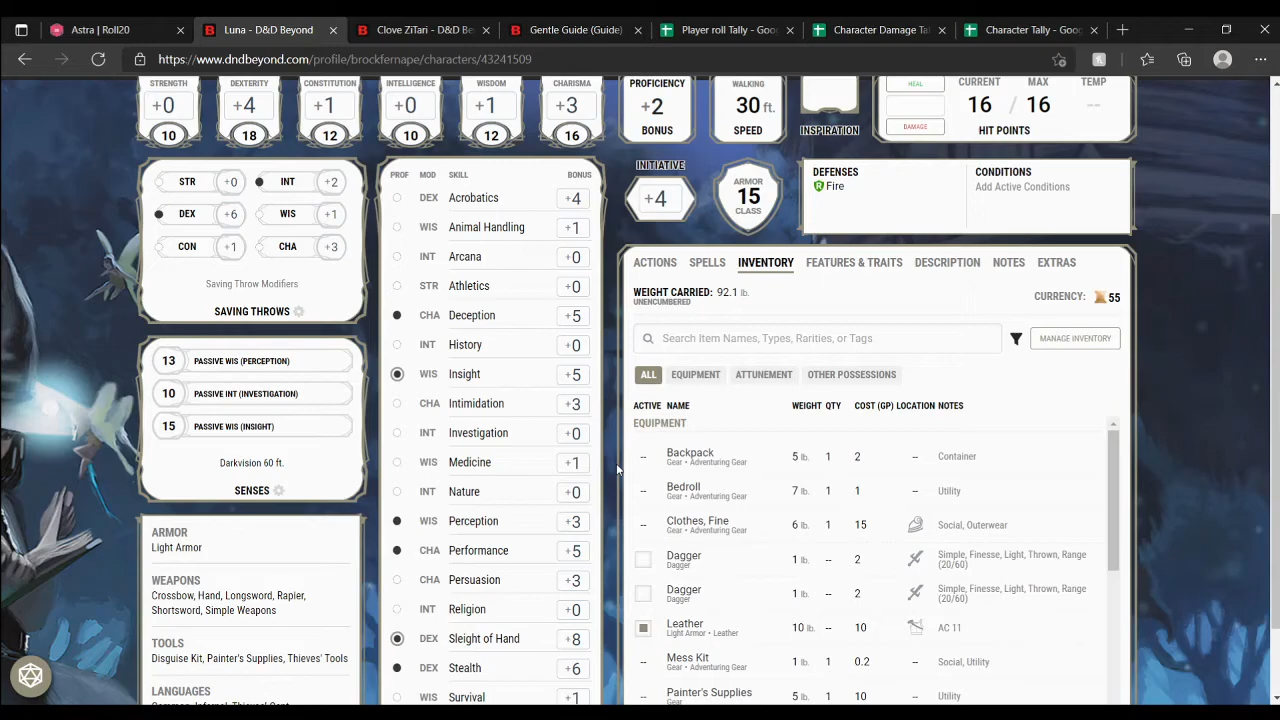 Astra | Roll20
Luna - D&D Beyond
Clove ZiTari - D&D Be
Gentle Guide (Guide)
Player roll Tally - Goog
Character Damage Tal
Character Tally - Goog
https://www.dndbeyond.com/profile/brockfernape/characters/43241509
STRENGTH
+0
10
DEXTERITY
+4
18
CONSTITUTION
+1
12
INTELLIGENCE
+0
10
WISDOM
+1
12
CHARISMA
+3
16
PROFICIENCY
+2
BONUS
WALKING
30 ft.
SPEED
INSPIRATION
HEAL
DAMAGE
CURRENT MAX TEMP
16 / 16 --
HIT POINTS
STR +0
INT +2
DEX +6
WIS +1
CON +1
CHA +3
Saving Throw Modifiers
SAVING THROWS
13 PASSIVE WIS (PERCEPTION)
10 PASSIVE INT (INVESTIGATION)
15 PASSIVE WIS (INSIGHT)
Darkvision 60 ft.
SENSES
ARMOR
Light Armor
WEAPONS
Crossbow, Hand, Longsword, Rapier,
Shortsword, Simple Weapons
TOOLS
Disguise Kit, Painter's Supplies, Thieves' Tools
LANGUAGES
Common, Infernal, Thieves' Cant
PROF MOD SKILL BONUS
DEX Acrobatics +4
WIS Animal Handling +1
INT Arcana +0
STR Athletics +0
CHA Deception +5
INT History +0
WIS Insight +5
CHA Intimidation +3
INT Investigation +0
WIS Medicine +1
INT Nature +0
WIS Perception +3
CHA Performance +5
CHA Persuasion +3
INT Religion +0
DEX Sleight of Hand +8
DEX Stealth +6
WIS Survival +1
INITIATIVE
+4
ARMOR
15
CLASS
DEFENSES
Fire
CONDITIONS
Add Active Conditions
ACTIONS SPELLS INVENTORY FEATURES & TRAITS DESCRIPTION NOTES EXTRAS
WEIGHT CARRIED: 92.1 lb.
UNENCUMBERED
CURRENCY: 55
Search Item Names, Types, Rarities, or Tags
MANAGE INVENTORY
ALL EQUIPMENT ATTUNEMENT OTHER POSSESSIONS
ACTIVE NAME WEIGHT QTY COST (GP) LOCATION NOTES
EQUIPMENT
-- Backpack 5 lb. 1 2 -- Container
Gear • Adventuring Gear
-- Bedroll 7 lb. 1 1 -- Utility
Gear • Adventuring Gear
-- Clothes, Fine 6 lb. 1 15 Social, Outerwear
Gear • Adventuring Gear
Dagger 1 lb. -- 2 Simple, Finesse, Light, Thrown, Range
Dagger (20/60)
Dagger 1 lb. -- 2 Simple, Finesse, Light, Thrown, Range
Dagger (20/60)
Leather 10 lb. -- 10 AC 11
Light Armor • Leather
-- Mess Kit 1 lb. 1 0.2 -- Social, Utility
Gear • Adventuring Gear
-- Painter's Supplies 5 lb. 1 10 -- Utility
Gear